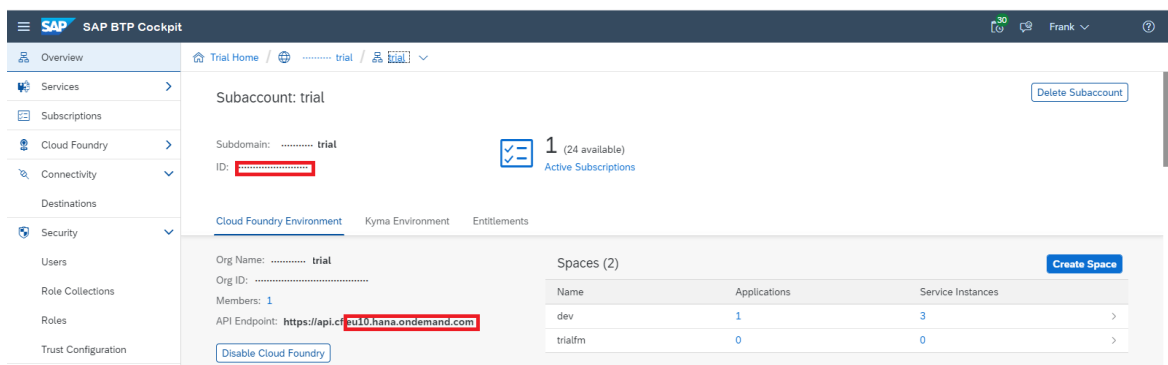 SAP SAP BTP Cockpit 30 Frank
Overview
Trial Home / ............ trial / trial
Services
Subaccount: trial
Delete Subaccount
Subscriptions
Cloud Foundry
Subdomain: ............ trial
1 (24 available)
ID: ........................
Active Subscriptions
Connectivity
Destinations
Cloud Foundry Environment Kyma Environment Entitlements
Security
Users
Org Name: ............ trial
Spaces (2)
Create Space
Org ID: ......................................
Role Collections
Members: 1
Name Applications Service Instances
Roles
API Endpoint: https://api.cf.eu10.hana.ondemand.com
dev 1 3
trialfm 0 0
Trust Configuration
Disable Cloud Foundry